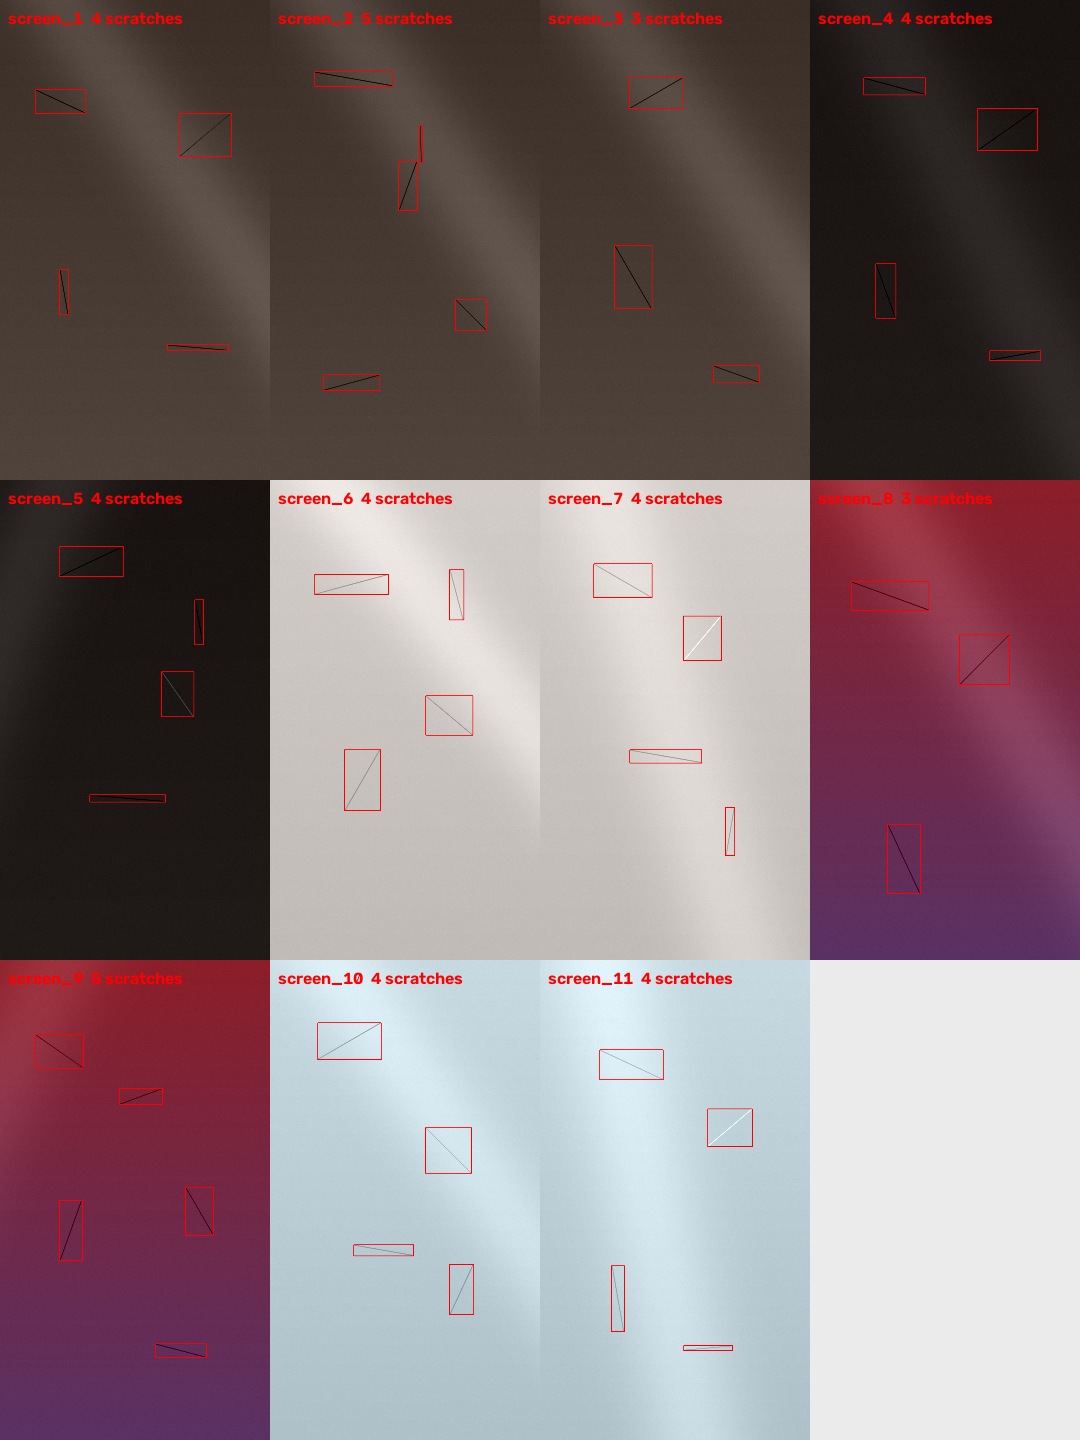 screen_1 4 scratches
screen_2 5 scratches
screen_3 3 scratches
screen_4 4 scratches
screen_5 4 scratches
screen_6 4 scratches
screen_7 4 scratches
screen_8 3 scratches
screen_9 5 scratches
screen_10 4 scratches
screen_11 4 scratches